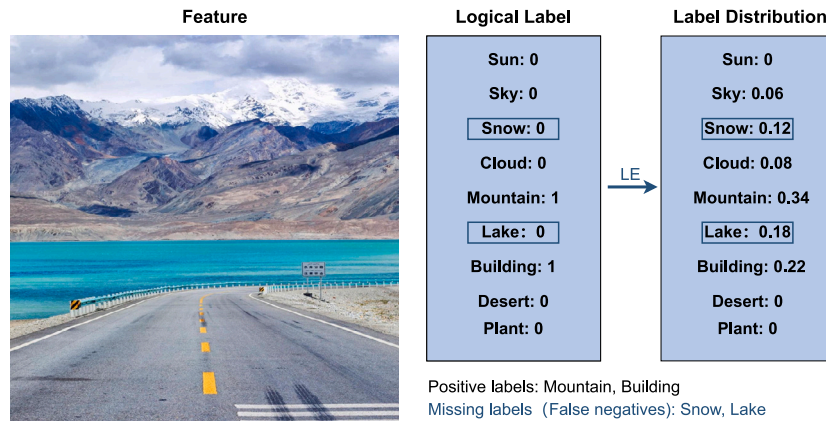 Feature
Logical Label
Label Distribution
Sun: 0
Sky: 0
Snow: 0
Cloud: 0
Mountain: 1
Lake: 0
Building: 1
Desert: 0
Plant: 0
LE
Sun: 0
Sky: 0.06
Snow: 0.12
Cloud: 0.08
Mountain: 0.34
Lake: 0.18
Building: 0.22
Desert: 0
Plant: 0
Positive labels: Mountain, Building
Missing labels（False negatives): Snow, Lake